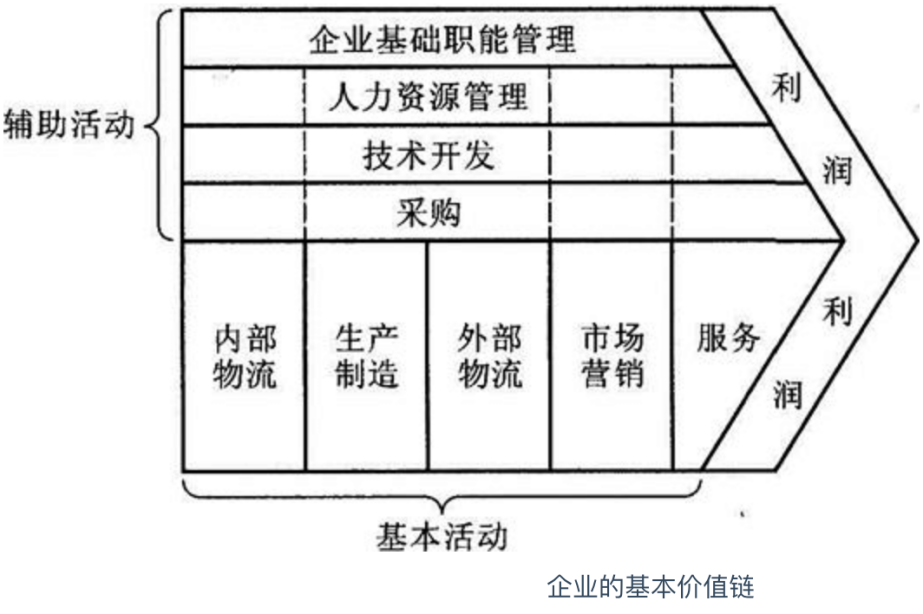 企业基础职能管理
人力资源管理
技术开发
采购
辅助活动
内部
物流
生产
制造
外部
物流
市场
营销
服务
利
润
利
润
基本活动
企业的基本价值链